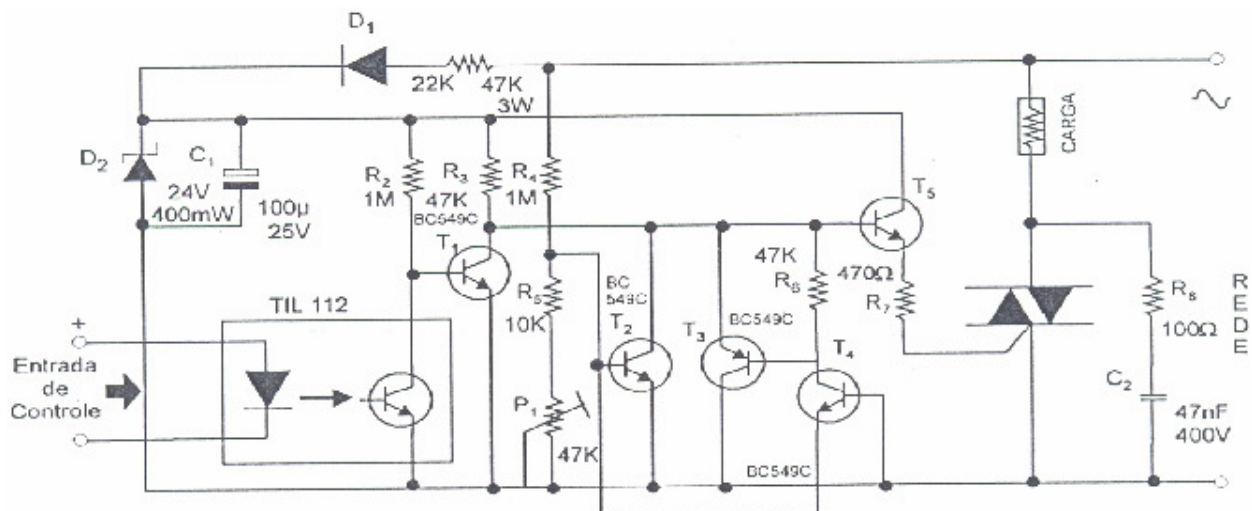 D1
22K
47K
3W
D2
C1
24V
400mW
100µ
25V
R2
1M
R3
47K
BC549C
T1
R4
1M
R5
10K
P1
47K
BC
549C
T2
T3
BC549C
47K
R6
T4
BC549C
T5
470Ω
R7
CARGA
R8
100Ω
C2
47nF
400V
R
E
D
E
TIL 112
+
Entrada
de
Controle
-